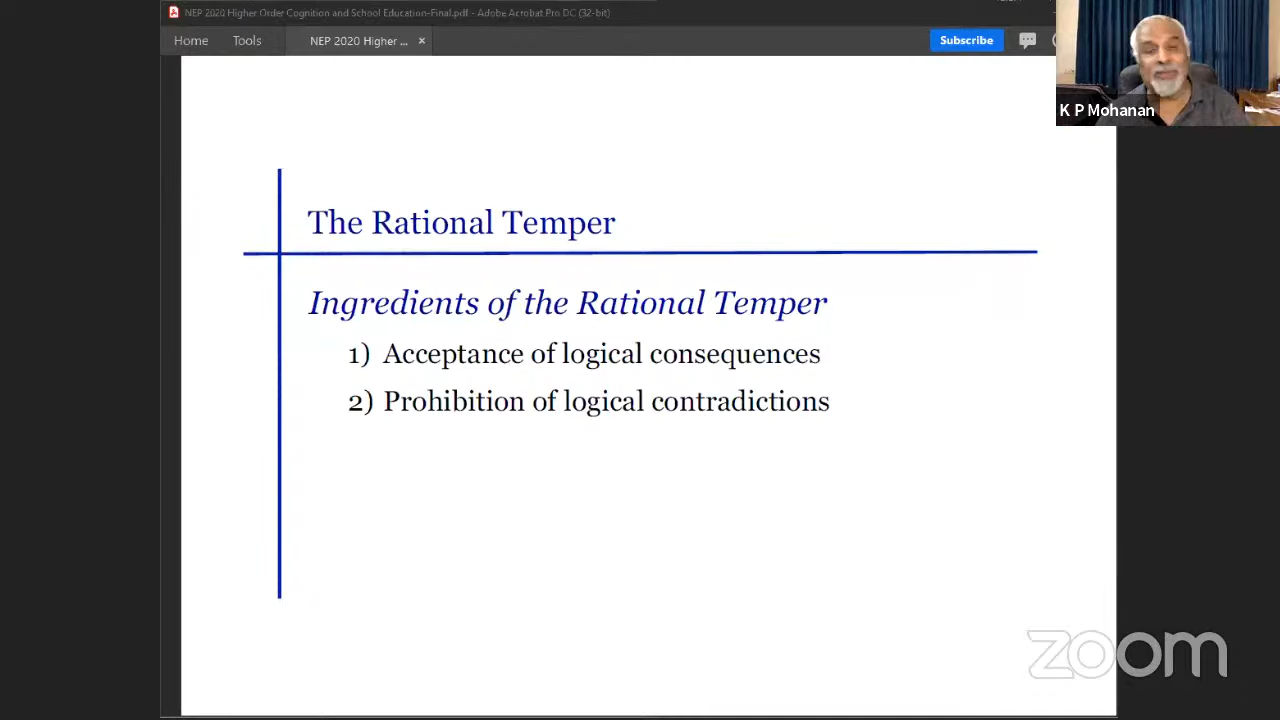 NEP 2020 Higher Order Cognition and School Education-Final.pdf - Adobe Acrobat Pro DC (32-bit)
Home Tools NEP 2020 Higher ... × Subscribe
K P Mohanan
The Rational Temper
Ingredients of the Rational Temper
1) Acceptance of logical consequences
2) Prohibition of logical contradictions
zoom